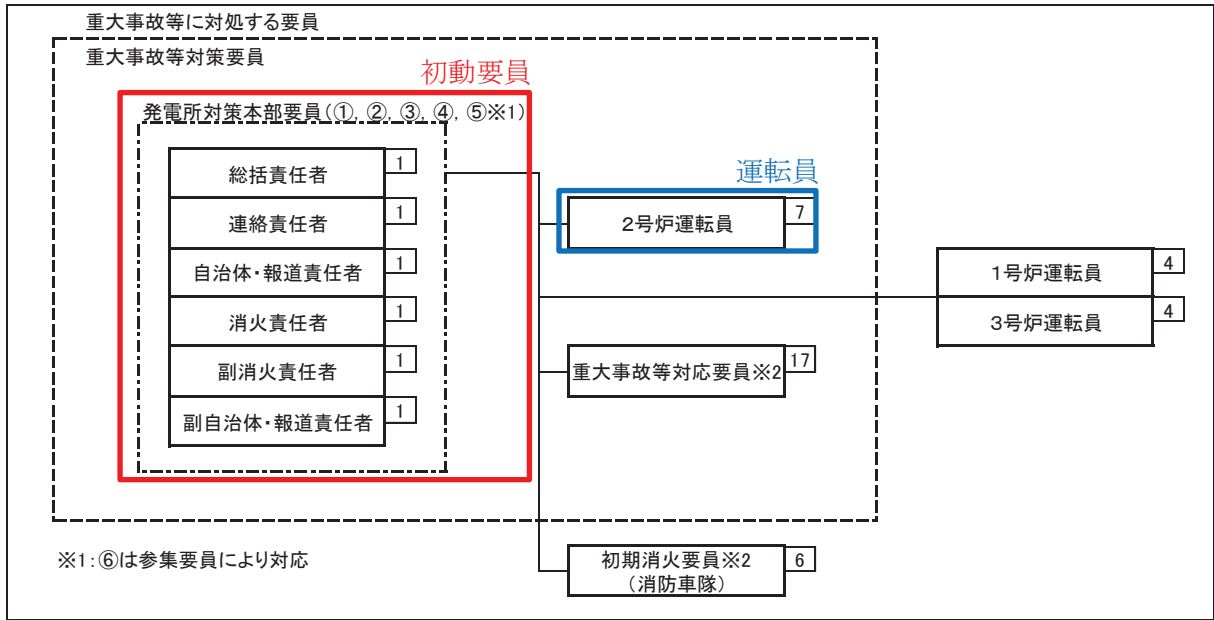 重大事故等に対処する要員
重大事故等対策要員
初動要員
発電所対策本部要員(①, ②, ③, ④, ⑤※1)
総括責任者
1
連絡責任者
1
自治体・報道責任者
1
消火責任者
1
副消火責任者
1
副自治体・報道責任者
1
運転員
2号炉運転員
7
1号炉運転員
4
3号炉運転員
4
重大事故等対応要員※2
17
初期消火要員※2
(消防車隊)
6
※1:⑥は参集要員により対応